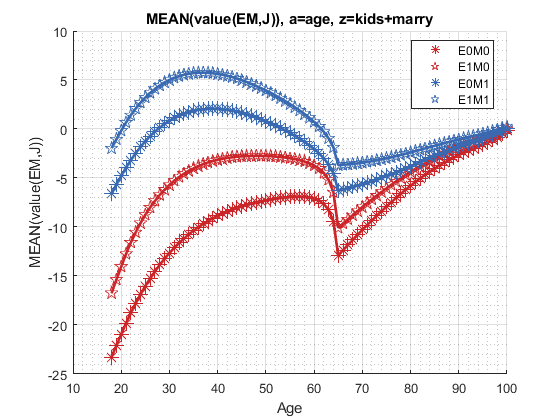 MEAN(value(EM,J)), a=age, z=kids+marry
10
5
0
-5
-10
-15
-20
-25
MEAN(value(EM,J))
E0M0
E1M0
E0M1
E1M1
10 20 30 40 50 60 70 80 90 100
Age